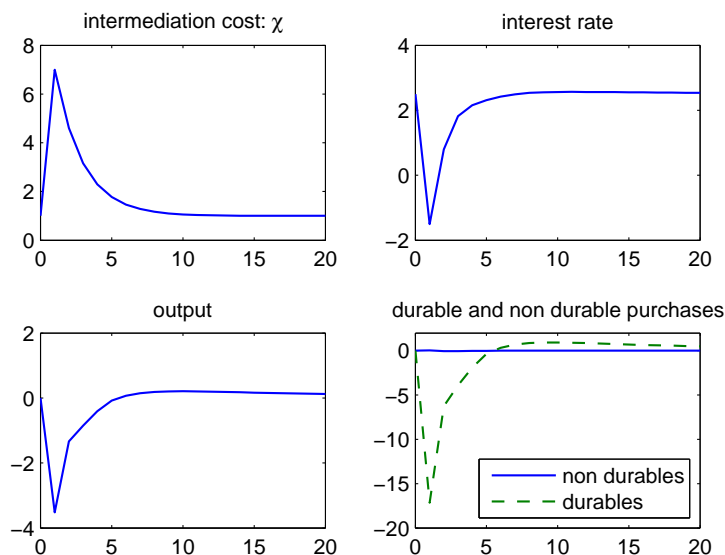 intermediation cost: χ
8
6
4
2
0
0 5 10 15 20
interest rate
4
2
0
−2
0 5 10 15 20
output
2
0
−2
−4
0 5 10 15 20
durable and non durable purchases
0
−5
−10
−15
−20
non durables
durables
0 5 10 15 20